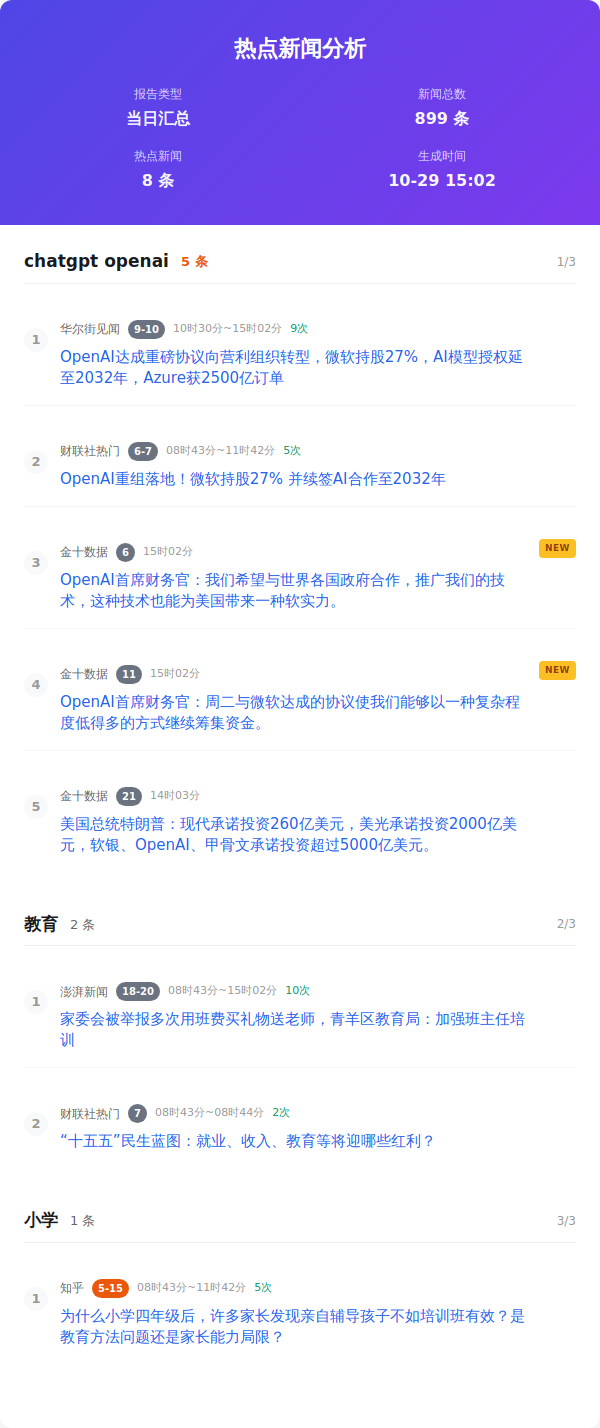 热点新闻分析
报告类型
新闻总数
当日汇总
899 条
热点新闻
生成时间
8 条
10-29 15:02
chatgpt openai 5 条 1/3
1
华尔街见闻 9-10 10时30分~15时02分 9次
OpenAI达成重磅协议向营利组织转型，微软持股27%，AI模型授权延
至2032年，Azure获2500亿订单
2
财联社热门 6-7 08时43分~11时42分 5次
OpenAI重组落地！微软持股27% 并续签AI合作至2032年
3
金十数据 6 15时02分 NEW
OpenAI首席财务官：我们希望与世界各国政府合作，推广我们的技
术，这种技术也能为美国带来一种软实力。
4
金十数据 11 15时02分 NEW
OpenAI首席财务官：周二与微软达成的协议使我们能够以一种复杂程
度低得多的方式继续筹集资金。
5
金十数据 21 14时03分
美国总统特朗普：现代承诺投资260亿美元，美光承诺投资2000亿美
元，软银、OpenAI、甲骨文承诺投资超过5000亿美元。
教育 2 条 2/3
1
澎湃新闻 18-20 08时43分~15时02分 10次
家委会被举报多次用班费买礼物送老师，青羊区教育局：加强班主任培
训
2
财联社热门 7 08时43分~08时44分 2次
“十五五”民生蓝图：就业、收入、教育等将迎哪些红利？
小学 1 条 3/3
1
知乎 5-15 08时43分~11时42分 5次
为什么小学四年级后，许多家长发现亲自辅导孩子不如培训班有效？是
教育方法问题还是家长能力局限？